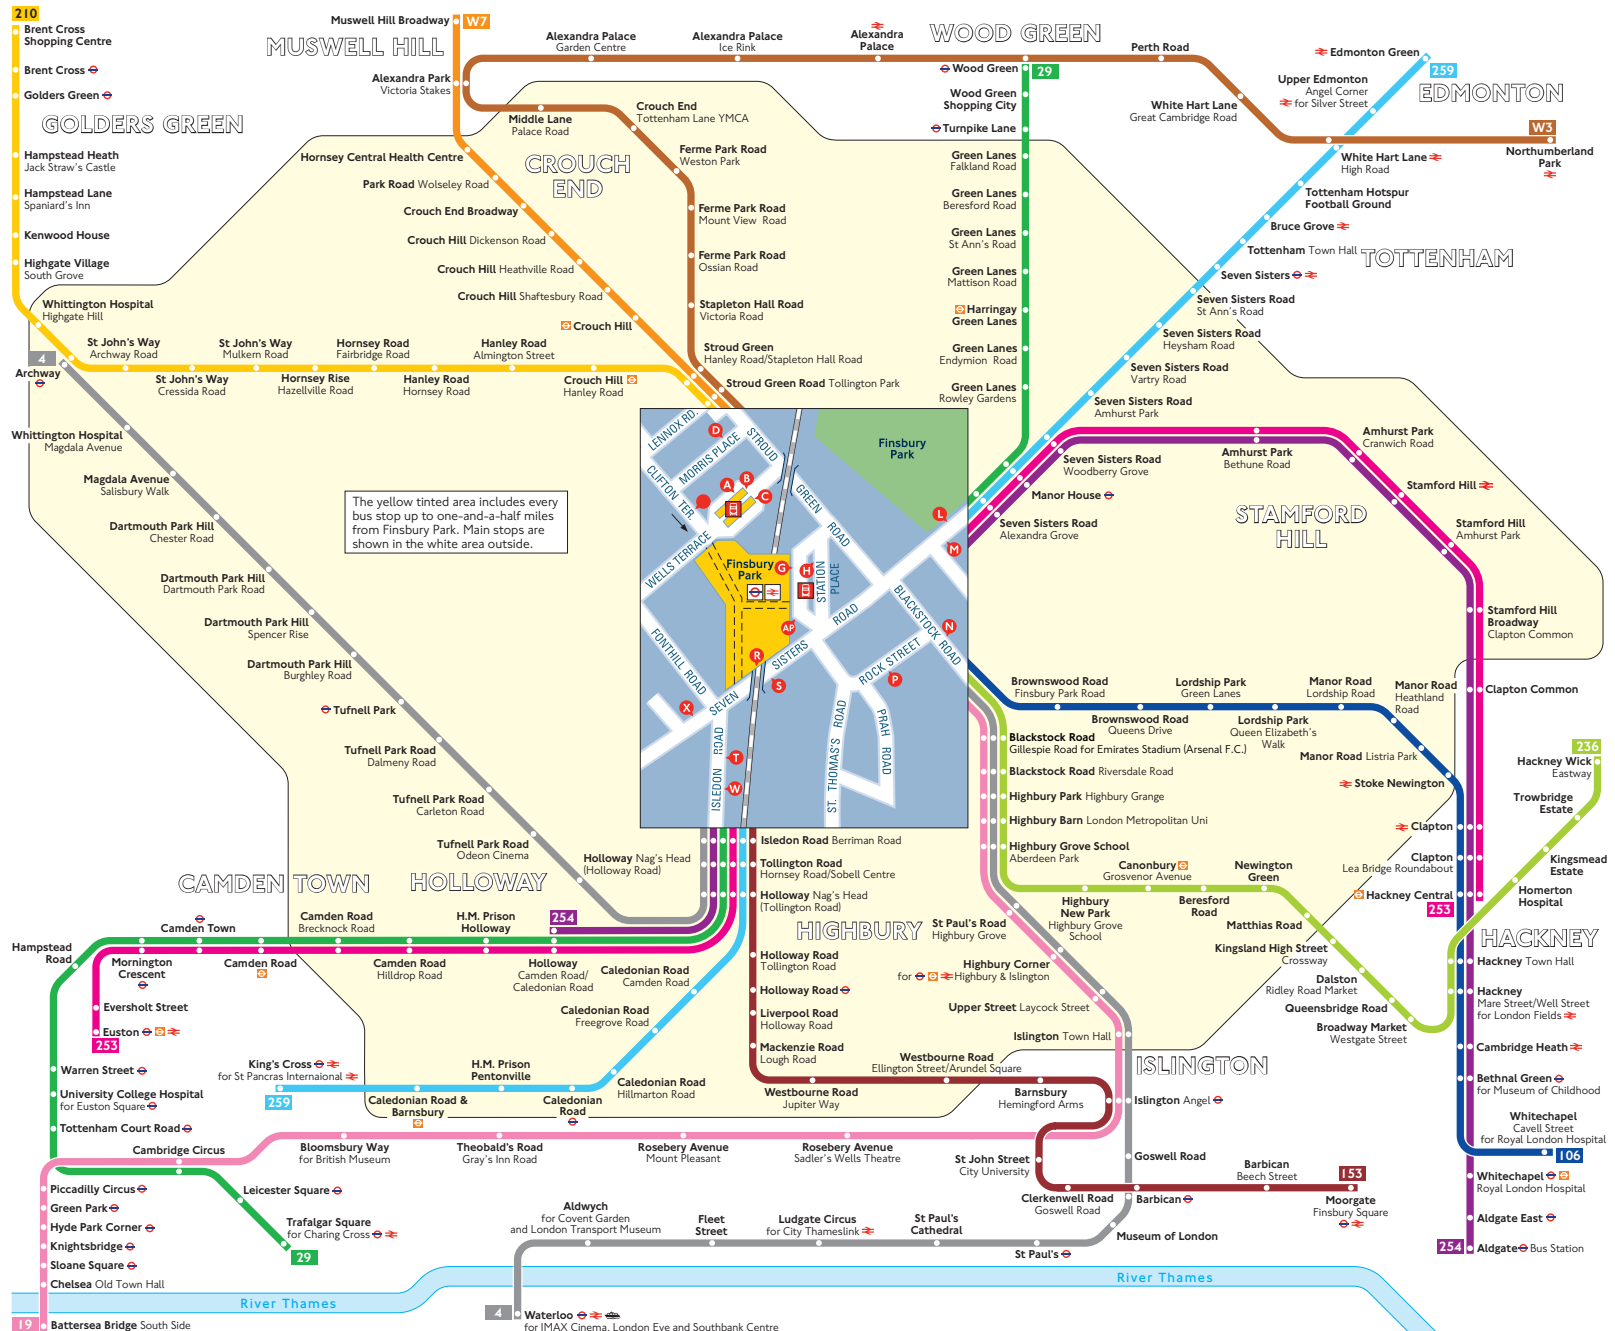 210
Brent Cross
Shopping Centre
Brent Cross
Golders Green
GOLDERS GREEN
Hampstead Heath
Jack Straw's Castle
Hampstead Lane
Spaniard's Inn
Kenwood House
Highgate Village
South Grove
Whittington Hospital
Highgate Hill
4
Archway
St John's Way
Archway Road
St John's Way
Cressida Road
St John's Way
Mulkern Road
Hornsey Rise
Hazellville Road
Hornsey Road
Fairbridge Road
Hanley Road
Hornsey Road
Hanley Road
Almington Street
Crouch Hill
Hanley Road
Muswell Hill Broadway
W7
MUSWELL HILL
Alexandra Park
Victoria Stakes
Hornsey Central Health Centre
Park Road Wolseley Road
Crouch End Broadway
Crouch Hill Dickenson Road
Crouch Hill Heathville Road
Crouch Hill Shaftesbury Road
Crouch Hill
CROUCH
END
Alexandra Palace
Garden Centre
Alexandra Palace
Ice Rink
Alexandra
Palace
WOOD GREEN
Perth Road
White Hart Lane
Great Cambridge Road
W3
Northumberland
Park
Middle Lane
Palace Road
Crouch End
Tottenham Lane YMCA
Ferme Park Road
Weston Park
Ferme Park Road
Mount View Road
Ferme Park Road
Ossian Road
Stapleton Hall Road
Victoria Road
Stroud Green
Hanley Road/Stapleton Hall Road
Stroud Green Road Tollington Park
Wood Green
29
Wood Green
Shopping City
Turnpike Lane
Green Lanes
Falkland Road
Green Lanes
Beresford Road
Green Lanes
St Ann's Road
Green Lanes
Mattison Road
Harringay
Green Lanes
Green Lanes
Endymion Road
Green Lanes
Rowley Gardens
Edmonton Green
259
EDMONTON
Upper Edmonton
Angel Corner
for Silver Street
White Hart Lane
High Road
Tottenham Hotspur
Football Ground
Bruce Grove
Tottenham Town Hall
TOTTENHAM
Seven Sisters
Seven Sisters Road
St Ann's Road
Seven Sisters Road
Heysham Road
Seven Sisters Road
Vartry Road
Seven Sisters Road
Amhurst Park
Seven Sisters Road
Woodberry Grove
Manor House
Seven Sisters Road
Alexandra Grove
Amhurst Park
Bethune Road
Amhurst Park
Cranwich Road
Stamford Hill
STAMFORD
HILL
Stamford Hill
Amhurst Park
Stamford Hill
Broadway
Clapton Common
Clapton Common
Whittington Hospital
Magdala Avenue
Magdala Avenue
Salisbury Walk
Dartmouth Park Hill
Chester Road
Dartmouth Park Hill
Dartmouth Park Road
Dartmouth Park Hill
Spencer Rise
Dartmouth Park Hill
Burghley Road
Tufnell Park
Tufnell Park Road
Dalmeny Road
Tufnell Park Road
Carleton Road
Tufnell Park Road
Odeon Cinema
Holloway Nag's Head
(Holloway Road)
The yellow tinted area includes every
bus stop up to one-and-a-half miles
from Finsbury Park. Main stops are
shown in the white area outside.
LENNOX RD.
MORRIS PLACE
CLIFTON TER.
STROUD
GREEN
ROAD
WELLS TERRACE
Finsbury
Park
Finsbury
Park
STATION
PLACE
FONTHILL ROAD
SEVEN
SISTERS
ROAD
BLACKSTOCK ROAD
ROCK STREET
PRAH ROAD
ST. THOMAS'S ROAD
ISLEDON ROAD
A
B
C
D
G
H
L
M
N
P
AP
R
S
X
T
W
Brownswood Road
Finsbury Park Road
Brownswood Road
Queens Drive
Lordship Park
Green Lanes
Lordship Park
Queen Elizabeth's
Walk
Manor Road
Lordship Road
Manor Road
Heathland
Road
Manor Road Listria Park
Stoke Newington
Blackstock Road
Gillespie Road for Emirates Stadium (Arsenal F.C.)
Blackstock Road Riversdale Road
Highbury Park Highbury Grange
Highbury Barn London Metropolitan Uni
Highbury Grove School
Aberdeen Park
Canonbury
Grosvenor Avenue
Newington
Green
Highbury
New Park
Highbury Grove
School
Beresford
Road
Matthias Road
Kingsland High Street
Crossway
Dalston
Ridley Road Market
Queensbridge Road
Broadway Market
Westgate Street
236
Hackney Wick
Eastway
Trowbridge
Estate
Kingsmead
Estate
Homerton
Hospital
Clapton
Clapton
Lea Bridge Roundabout
Hackney Central
253
HACKNEY
Hackney Town Hall
Hackney
Mare Street/Well Street
for London Fields
Cambridge Heath
Bethnal Green
for Museum of Childhood
Whitechapel
Cavell Street
for Royal London Hospital
106
Whitechapel
Royal London Hospital
Aldgate East
254
Aldgate Bus Station
Isledon Road Berriman Road
Tollington Road
Hornsey Road/Sobell Centre
Holloway Nag's Head
(Tollington Road)
HIGHBURY
Holloway Road
Tollington Road
Holloway Road
Liverpool Road
Holloway Road
Mackenzie Road
Lough Road
Westbourne Road
Jupiter Way
Westbourne Road
Ellington Street/Arundel Square
Barnsbury
Hemingford Arms
St Paul's Road
Highbury Grove
Highbury Corner
for Highbury & Islington
Upper Street Laycock Street
Islington Town Hall
ISLINGTON
Islington Angel
St John Street
City University
Goswell Road
Clerkenwell Road
Goswell Road
Barbican
Barbican
Beech Street
153
Moorgate
Finsbury Square
Museum of London
St Paul's
St Paul's
Cathedral
Ludgate Circus
for City Thameslink
Fleet
Street
Aldwych
for Covent Garden
and London Transport Museum
4
Waterloo
for IMAX Cinema, London Eye and Southbank Centre
CAMDEN TOWN
HOLLOWAY
254
H.M. Prison
Holloway
Camden Road
Brecknock Road
Camden Town
Hampstead
Road
Mornington
Crescent
Camden Road
Camden Road
Hilldrop Road
Holloway
Camden Road/
Caledonian Road
Caledonian Road
Camden Road
Caledonian Road
Freegrove Road
Caledonian Road
Hillmarton Road
H.M. Prison
Pentonville
Caledonian
Road
Caledonian Road &
Barnsbury
King's Cross
for St Pancras Internaional
259
Eversholt Street
Euston
253
Warren Street
University College Hospital
for Euston Square
Tottenham Court Road
Cambridge Circus
Bloomsbury Way
for British Museum
Theobald's Road
Gray's Inn Road
Rosebery Avenue
Mount Pleasant
Rosebery Avenue
Sadler's Wells Theatre
Leicester Square
Trafalgar Square
for Charing Cross
29
Piccadilly Circus
Green Park
Hyde Park Corner
Knightsbridge
Sloane Square
Chelsea Old Town Hall
River Thames
River Thames
19
Battersea Bridge South Side